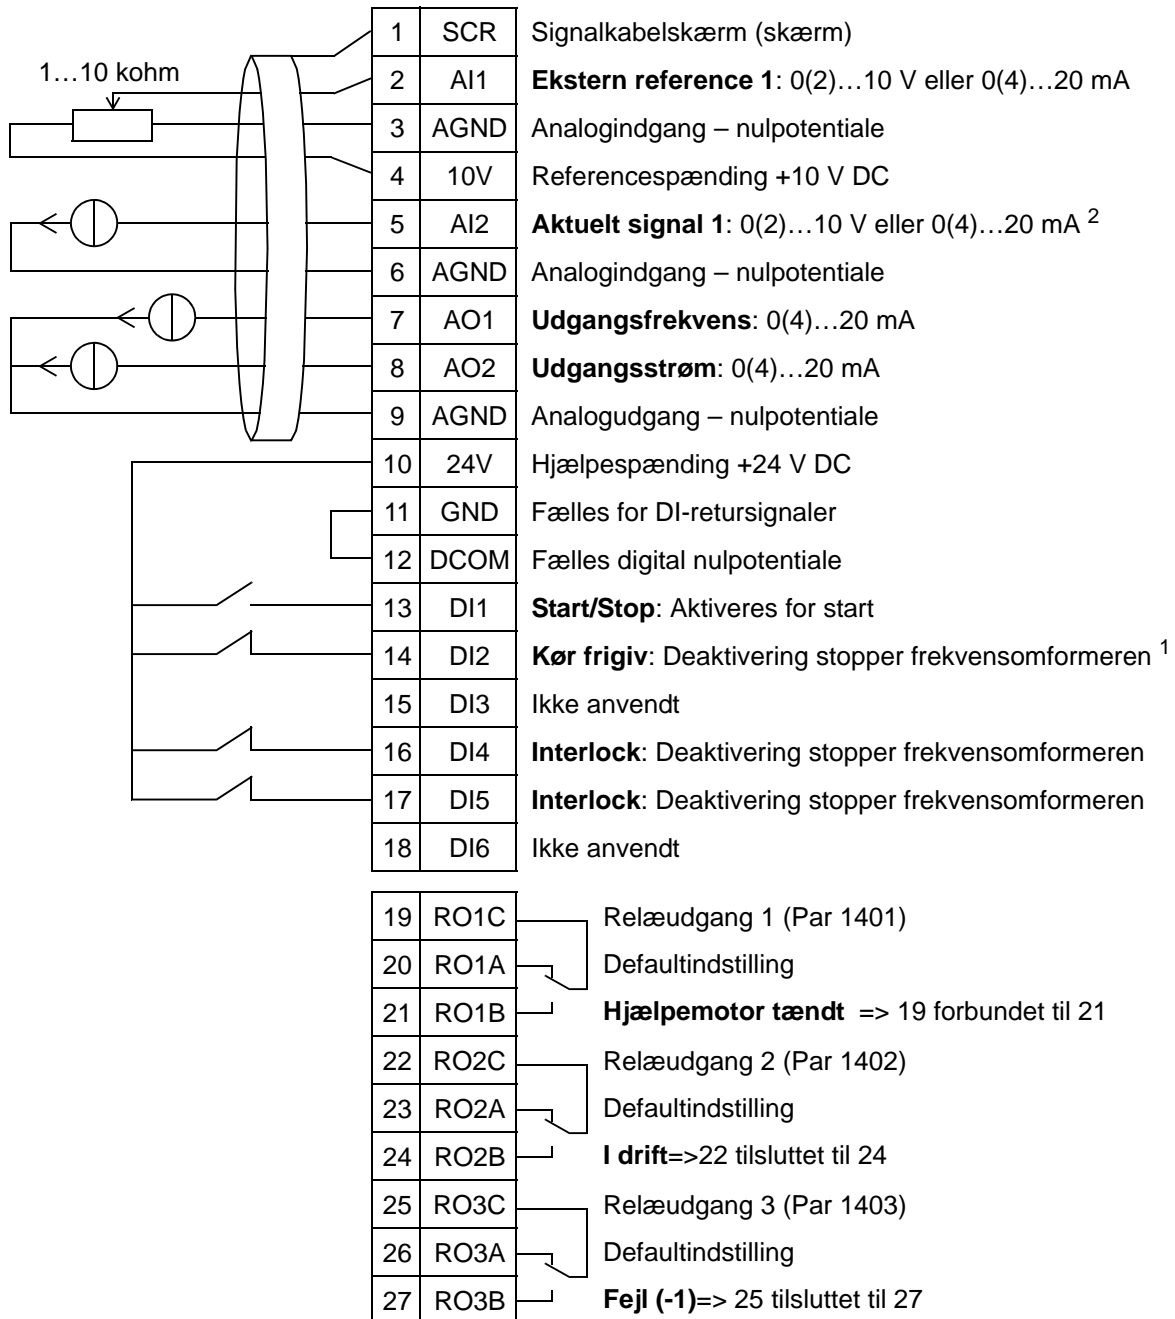 1 SCR Signalkabelskærm (skærm)
1…10 kohm
2 AI1 Ekstern reference 1: 0(2)…10 V eller 0(4)…20 mA
3 AGND Analogindgang – nulpotentiale
4 10V Referencespænding +10 V DC
5 AI2 Aktuelt signal 1: 0(2)…10 V eller 0(4)…20 mA 2
6 AGND Analogindgang – nulpotentiale
7 AO1 Udgangsfrekvens: 0(4)…20 mA
8 AO2 Udgangsstrøm: 0(4)…20 mA
9 AGND Analogudgang – nulpotentiale
10 24V Hjælpespænding +24 V DC
11 GND Fælles for DI-retursignaler
12 DCOM Fælles digital nulpotentiale
13 DI1 Start/Stop: Aktiveres for start
14 DI2 Kør frigiv: Deaktivering stopper frekvensomformeren 1
15 DI3 Ikke anvendt
16 DI4 Interlock: Deaktivering stopper frekvensomformeren
17 DI5 Interlock: Deaktivering stopper frekvensomformeren
18 DI6 Ikke anvendt
19 RO1C Relæudgang 1 (Par 1401)
20 RO1A Defaultindstilling
21 RO1B Hjælpemotor tændt => 19 forbundet til 21
22 RO2C Relæudgang 2 (Par 1402)
23 RO2A Defaultindstilling
24 RO2B I drift=>22 tilsluttet til 24
25 RO3C Relæudgang 3 (Par 1403)
26 RO3A Defaultindstilling
27 RO3B Fejl (-1)=> 25 tilsluttet til 27